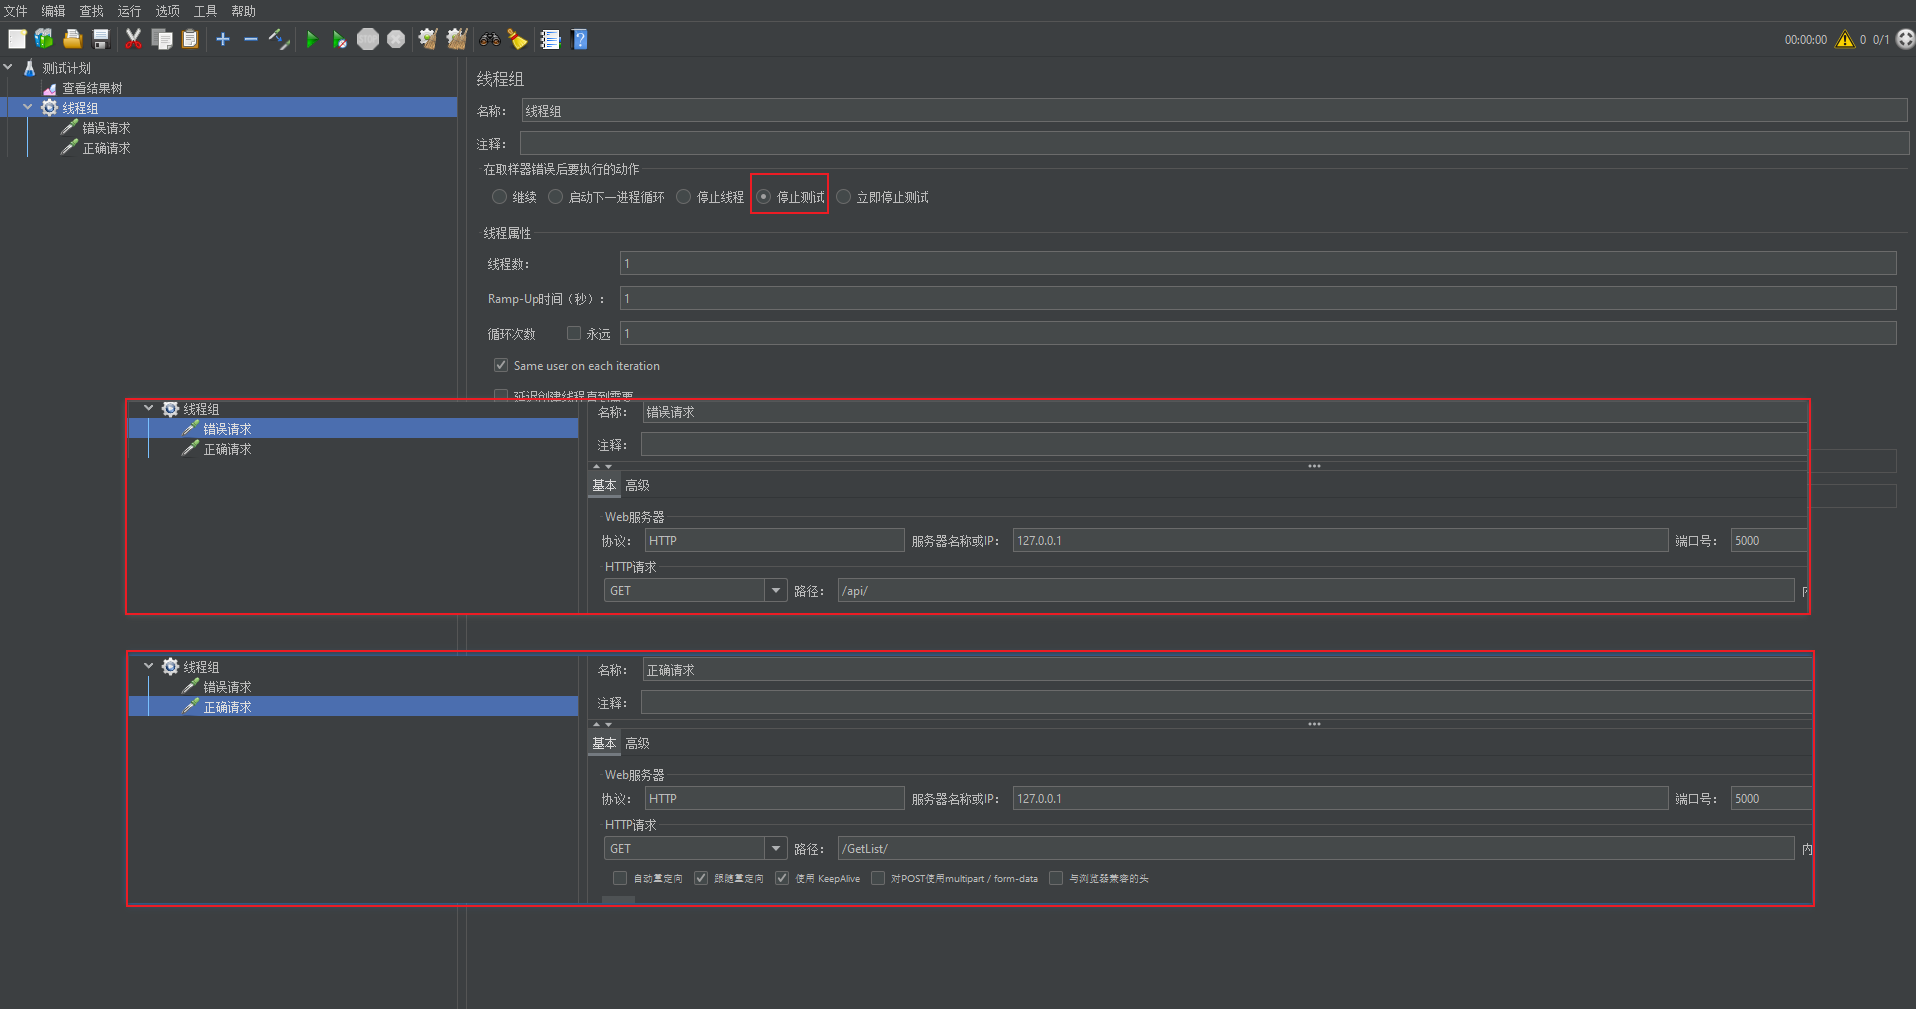 文件 编辑 查找 运行 选项 工具 帮助
00:00:00 0 0/1
测试计划
查看结果树
线程组
错误请求
正确请求
线程组
名称： 线程组
注释：
在取样器错误后要执行的动作
继续 启动下一进程循环 停止线程 停止测试 立即停止测试
线程属性
线程数： 1
Ramp-Up时间（秒）： 1
循环次数 永远 1
Same user on each iteration
延迟创建线程直到需要
线程组
错误请求
正确请求
名称： 错误请求
注释：
基本 高级
Web服务器
协议： HTTP 服务器名称或IP： 127.0.0.1 端口号： 5000
HTTP请求
GET 路径： /api/
线程组
错误请求
正确请求
名称： 正确请求
注释：
基本 高级
Web服务器
协议： HTTP 服务器名称或IP： 127.0.0.1 端口号： 5000
HTTP请求
GET 路径： /GetList/ 内
自动重定向 跟随重定向 使用 KeepAlive 对POST使用multipart / form-data 与浏览器兼容的头